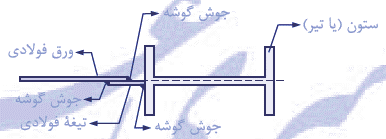 جوش گوشه
ستون (یا تیر)
ورق فولادی
جوش گوشه
تیغهٔ فولادی
جوش گوشه